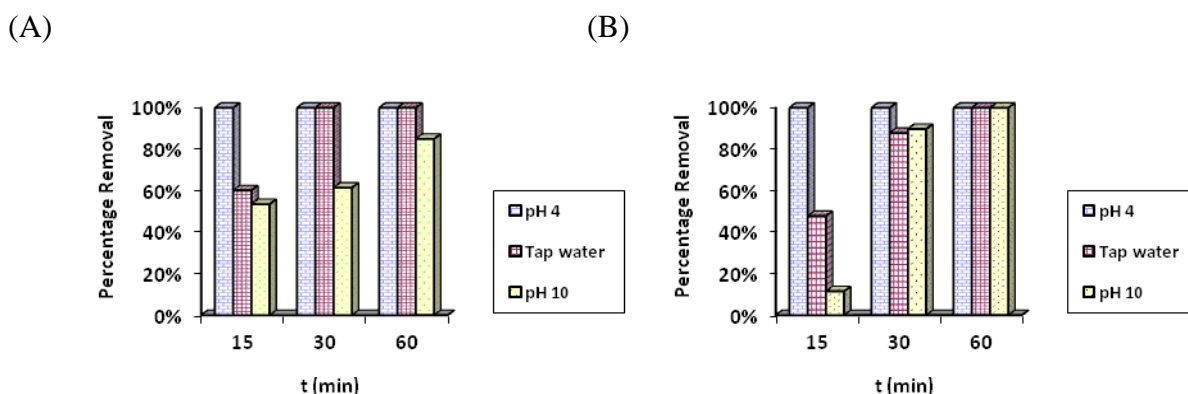 (A)
(B)
Percentage Removal
100%
80%
60%
40%
20%
0%
15 30 60
t (min)
pH 4
Tap water
pH 10
Percentage Removal
100%
80%
60%
40%
20%
0%
15 30 60
t (min)
pH 4
Tap water
pH 10